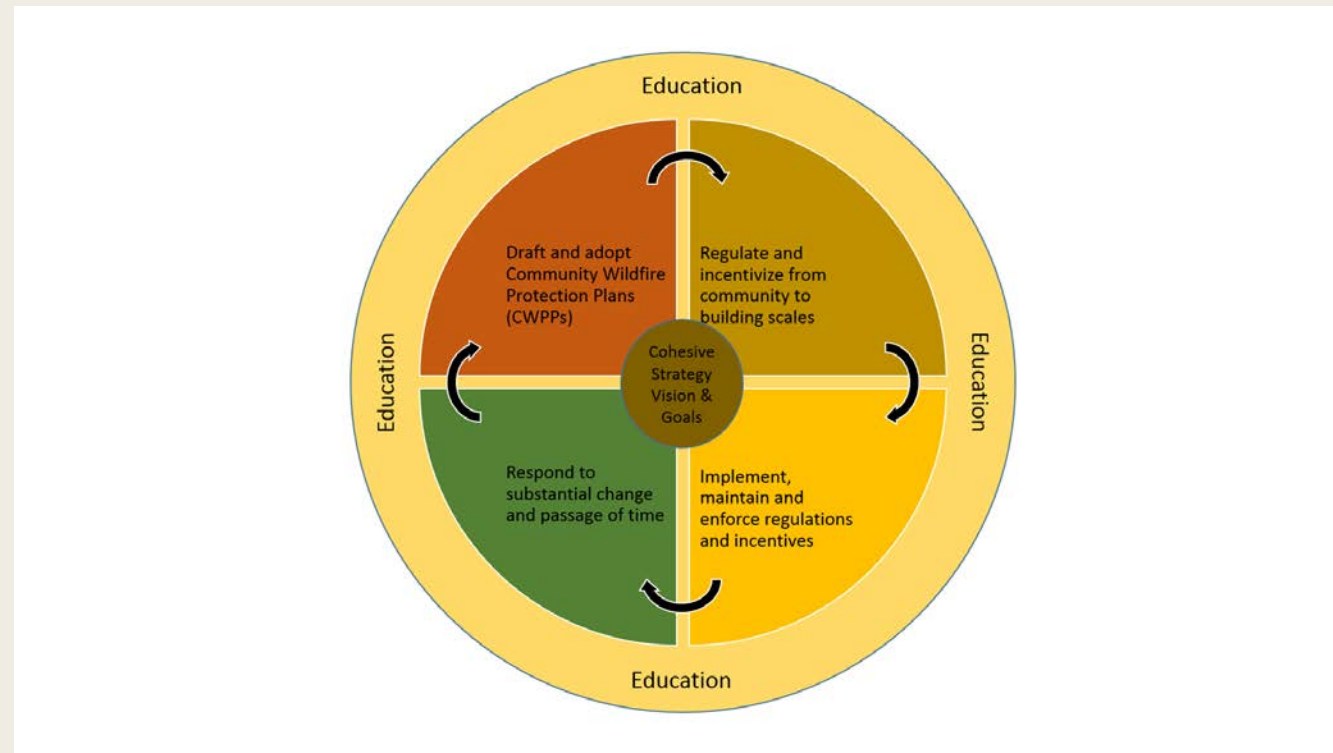 Education
Draft and adopt
Community Wildfire
Protection Plans
(CWPPs)
Regulate and
incentivize from
community to
building scales
Education
Cohesive
Strategy
Vision &
Goals
Education
Respond to
substantial change
and passage of time
Implement,
maintain and
enforce regulations
and incentives
Education